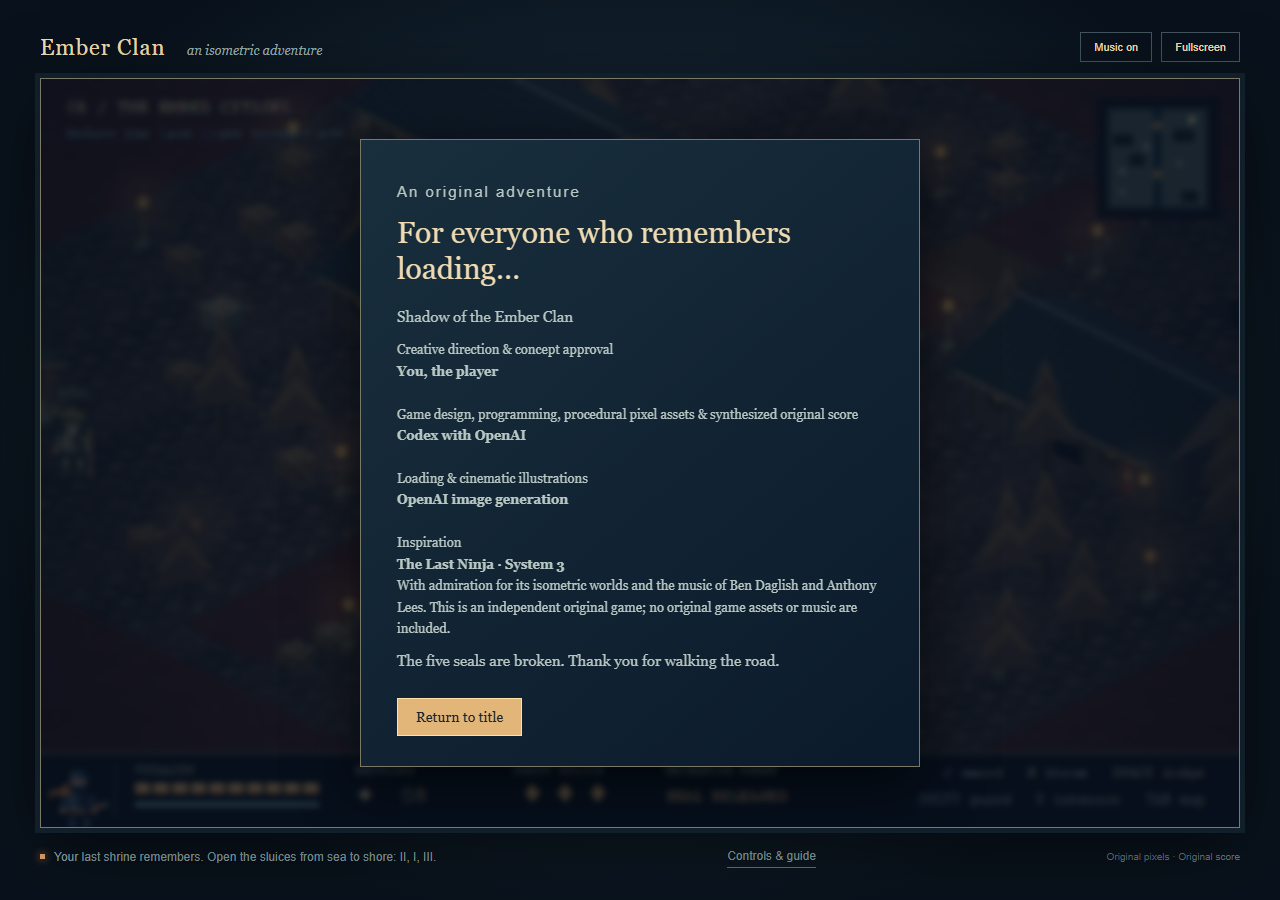 Ember Clan an isometric adventure
Music on Fullscreen
An original adventure
For everyone who remembers
loading...
Shadow of the Ember Clan
Creative direction & concept approval
You, the player
Game design, programming, procedural pixel assets & synthesized original score
Codex with OpenAI
Loading & cinematic illustrations
OpenAI image generation
Inspiration
The Last Ninja · System 3
With admiration for its isometric worlds and the music of Ben Daglish and Anthony
Lees. This is an independent original game; no original game assets or music are
included.
The five seals are broken. Thank you for walking the road.
Return to title
Your last shrine remembers. Open the sluices from sea to shore: II, I, III.
Controls & guide
Original pixels · Original score